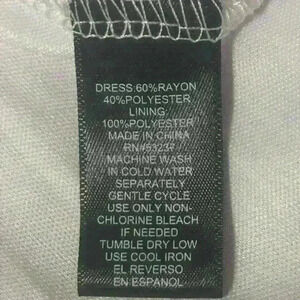 DRESS:60%RAYON
40%POLYESTER
LINING:
100%POLYESTER
MADE IN CHINA
MACHINE WASH
IN COLD WATER
SEPARATELY
GENTLE CYCLE
USE ONLY NON-
CHLORINE BLEACH
IF NEEDED
TUMBLE DRY LOW
USE COOL IRON
EL REVERSO
EN ESPANOL